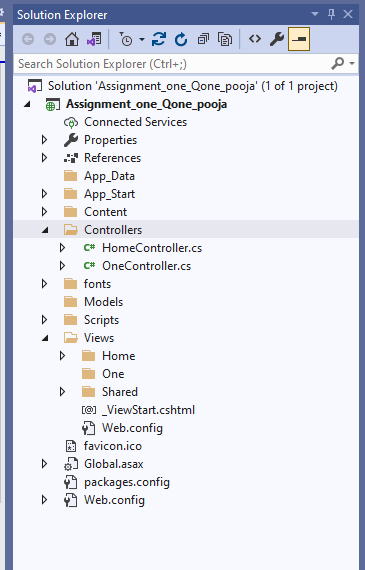 Solution Explorer
Search Solution Explorer (Ctrl+;)
Solution 'Assignment_one_Qone_pooja' (1 of 1 project)
Assignment_one_Qone_pooja
Connected Services
Properties
References
App_Data
App_Start
Content
Controllers
C# HomeController.cs
C# OneController.cs
fonts
Models
Scripts
Views
Home
One
Shared
[@] _ViewStart.cshtml
Web.config
favicon.ico
Global.asax
packages.config
Web.config